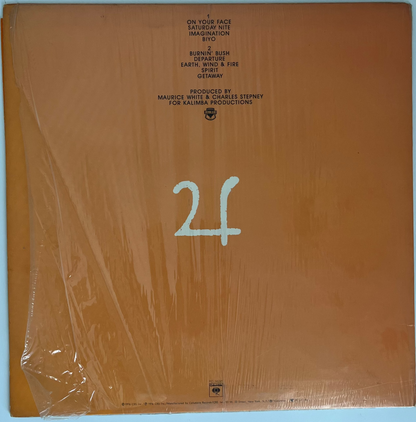 1
ON YOUR FACE
SATURDAY NITE
IMAGINATION
BIYO
2
BURNIN' BUSH
DEPARTURE
EARTH, WIND & FIRE
SPIRIT
GETAWAY
PRODUCED BY
MAURICE WHITE & CHARLES STEPNEY
FOR KALIMBA PRODUCTIONS